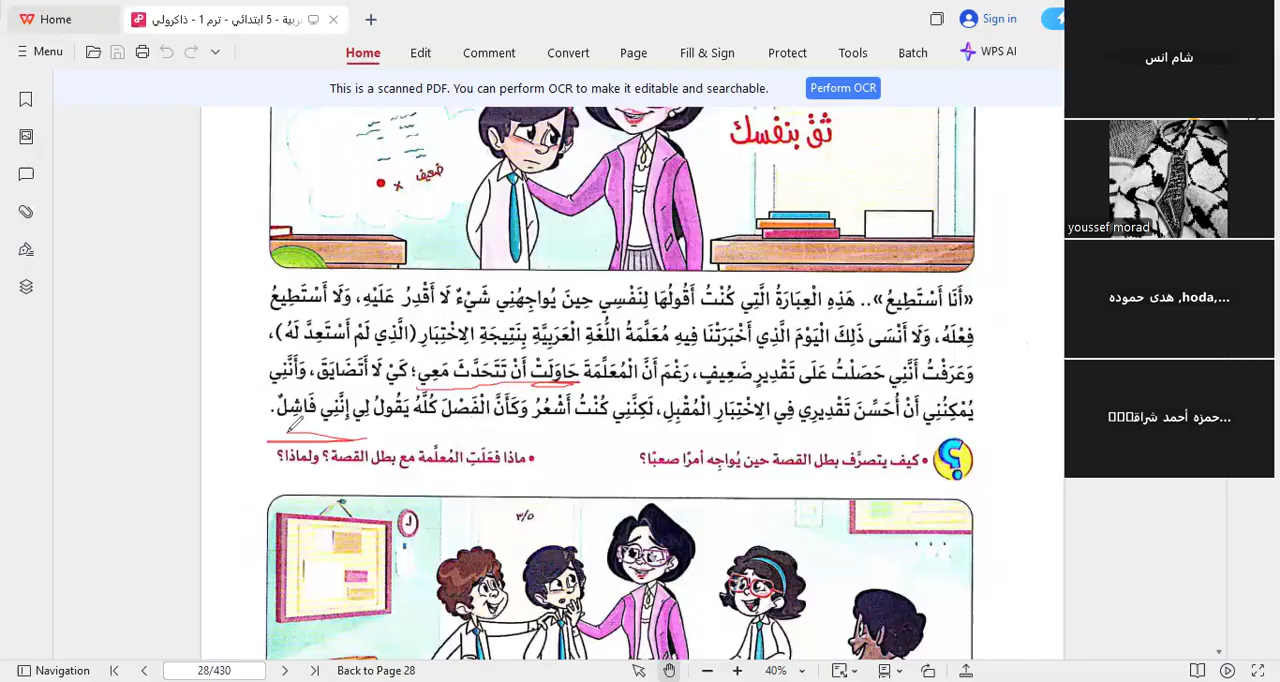 Home
عربية - 5 ابتدائي - ترم 1 - ذاكرولي
Sign in
Menu
Home
Edit
Comment
Convert
Page
Fill & Sign
Protect
Tools
Batch
WPS AI
This is a scanned PDF. You can perform OCR to make it editable and searchable.
Perform OCR
شام انس
youssef morad
hoda,,, هدى حموده...
حمزه أحمد شراق...
ثق بنفسك
ضعيف
«أَنَا أَسْتَطِيعُ».. هَذِهِ الْعِبَارَةُ الَّتِي كُنْتُ أَقُولُهَا لِنَفْسِي حِينَ يُوَاجِهُنِي شَيْءٌ لَا أَقْدِرُ عَلَيْهِ، وَلَا أَسْتَطِيعُ
فِعْلَهُ، وَلَا أَنْسَى ذَلِكَ الْيَوْمَ الَّذِي أَخْبَرَتْنَا فِيهِ مُعَلِّمَةُ اللُّغَةِ الْعَرَبِيَّةِ بِنَتِيجَةِ الِاخْتِبَارِ (الَّذِي لَمْ أَسْتَعِدَّ لَهُ)،
وَعَرَفْتُ أَنَّنِي حَصَلْتُ عَلَى تَقْدِيرٍ ضَعِيفٍ، رَغْمَ أَنَّ الْمُعَلِّمَةَ حَاوَلَتْ أَنْ تَتَحَدَّثَ مَعِي؛ كَيْ لَا أَتَضَايَقَ، وَأَنَّنِي
يُمْكِنُنِي أَنْ أُحَسِّنَ تَقْدِيرِي فِي الِاخْتِبَارِ الْمُقْبِلِ، لَكِنَّنِي كُنْتُ أَشْعُرُ وَكَأَنَّ الْفَصْلَ كُلَّهُ يَقُولُ لِي إِنَّنِي فَاشِلٌ.
• كيف يتصرَّف بطل القصة حين يُواجِه أمرًا صعبًا؟
• ماذا فعَلَتِ المُعلِّمة مع بطل القصة؟ ولماذا؟
٣/٥
Navigation
28/430
Back to Page 28
40%